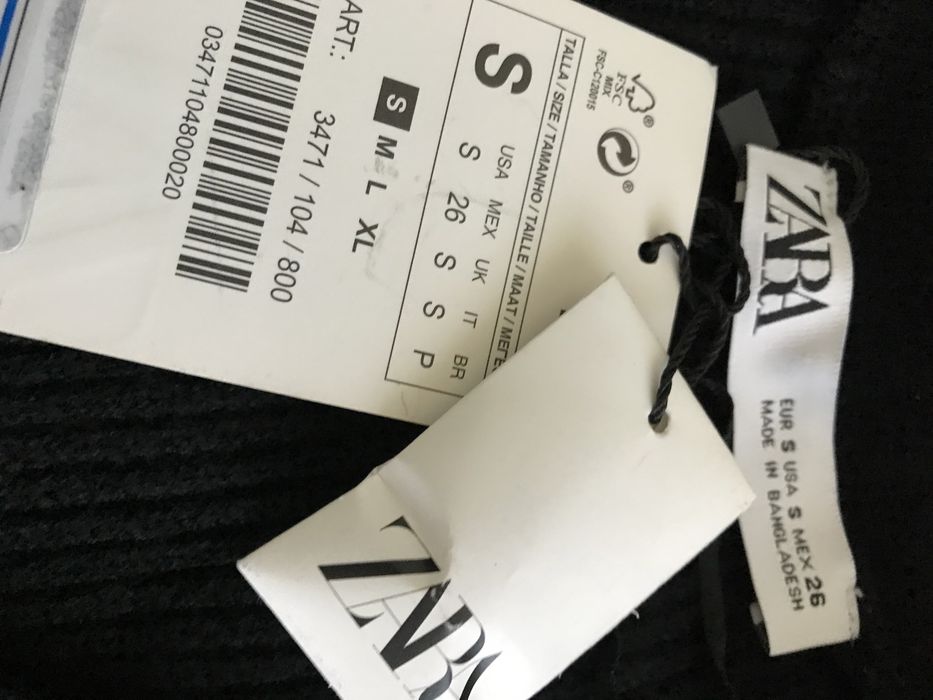 FSC®
MIX
FSC-C120015
®
TALLA / SIZE / TAMANHO / TAILLE / MAAT /
S
USA MEX UK IT BR
S 26 S S P
S M L XL
ART.: 3471 / 104 / 800
03471104800020
ZARA
ZARA
EUR S USA S MEX 26
MADE IN BANGLADESH